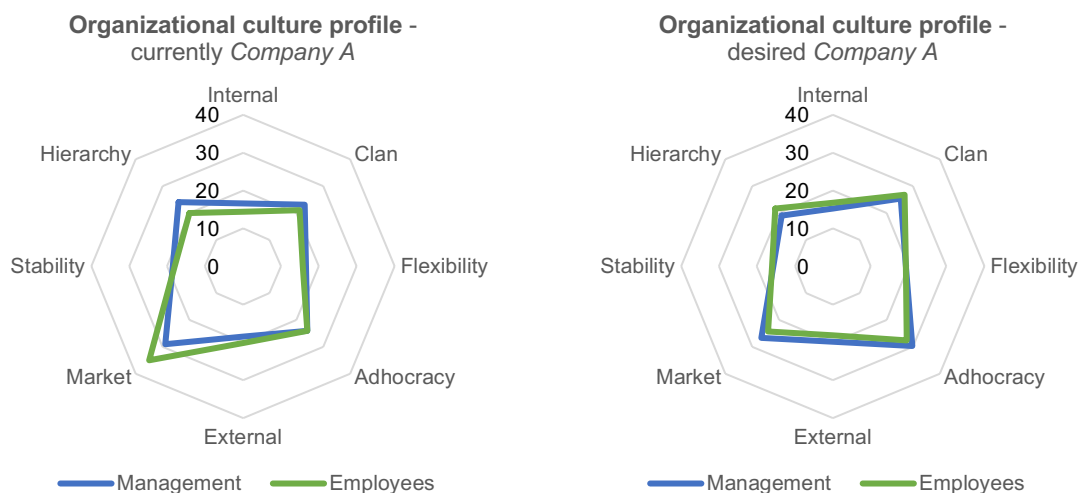 Organizational culture profile -
currently Company A
Internal
40
Hierarchy
30
Clan
20
10
Stability
0
Flexibility
Market
Adhocracy
External
Management
Employees
Organizational culture profile -
desired Company A
Internal
40
Hierarchy
30
Clan
20
10
Stability
0
Flexibility
Market
Adhocracy
External
Management
Employees